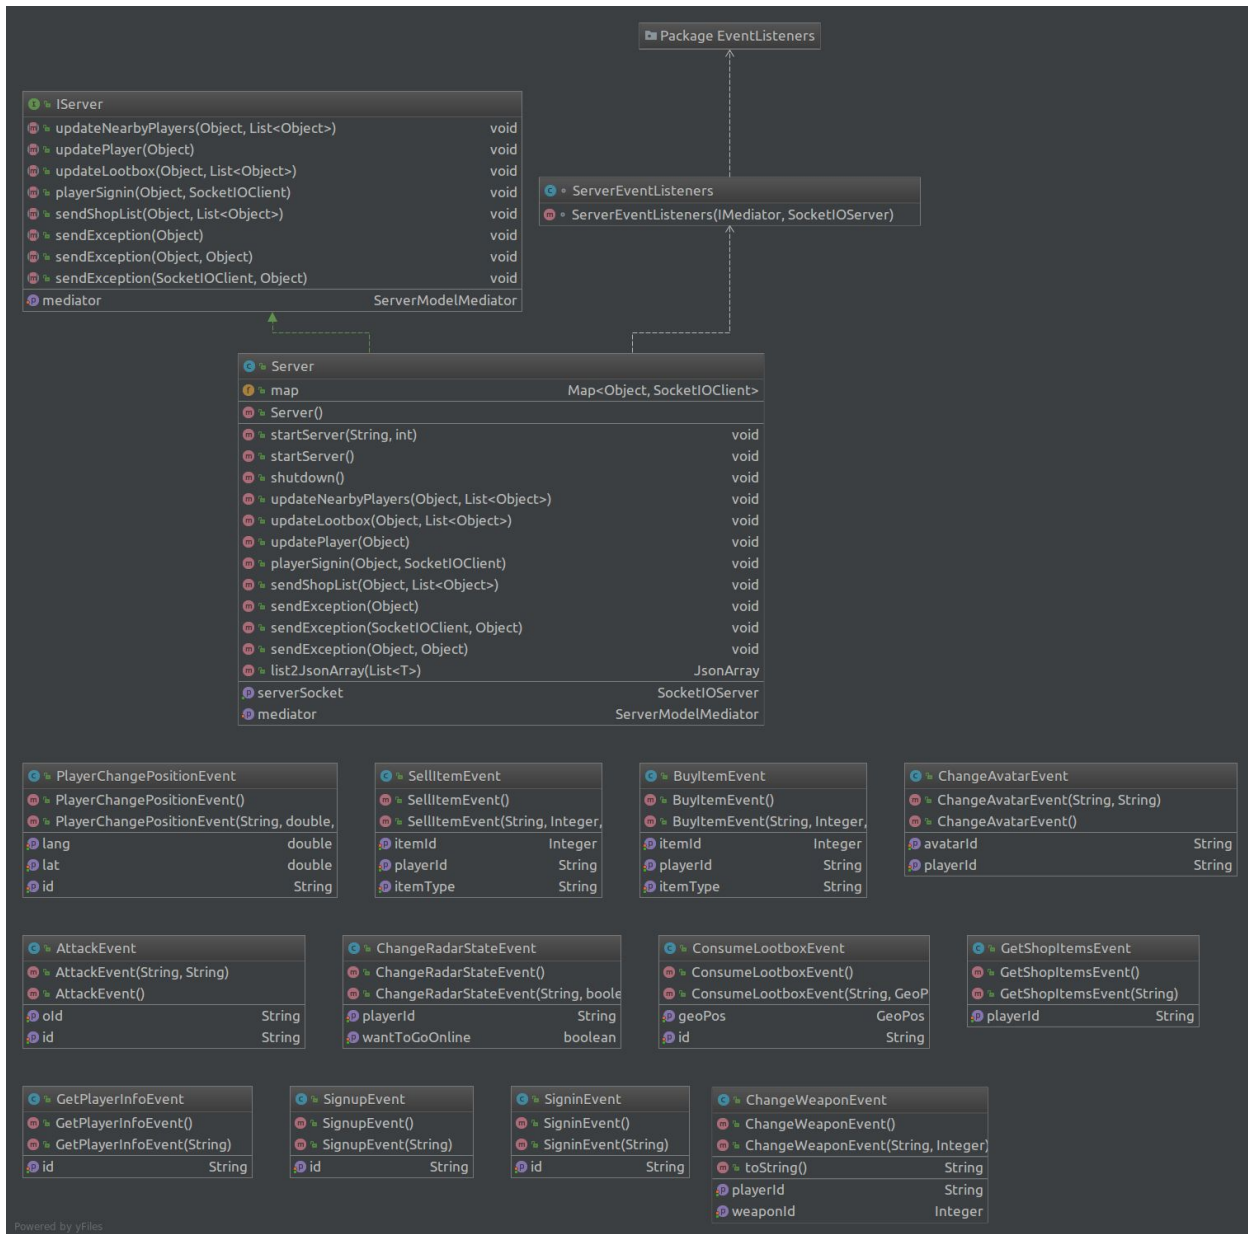 Package EventListeners
IServer
updateNearbyPlayers(Object, List<Object>) void
updatePlayer(Object) void
updateLootbox(Object, List<Object>) void
playerSignin(Object, SocketIOClient) void
sendShopList(Object, List<Object>) void
sendException(Object) void
sendException(Object, Object) void
sendException(SocketIOClient, Object) void
mediator ServerModelMediator
ServerEventListeners
ServerEventListeners(IMediator, SocketIOServer)
Server
map Map<Object, SocketIOClient>
Server()
startServer(String, int) void
startServer() void
shutdown() void
updateNearbyPlayers(Object, List<Object>) void
updateLootbox(Object, List<Object>) void
updatePlayer(Object) void
playerSignin(Object, SocketIOClient) void
sendShopList(Object, List<Object>) void
sendException(Object) void
sendException(SocketIOClient, Object) void
sendException(Object, Object) void
list2JsonArray(List<T>) JsonArray
serverSocket SocketIOServer
mediator ServerModelMediator
PlayerChangePositionEvent
PlayerChangePositionEvent()
PlayerChangePositionEvent(String, double,
lang double
lat double
id String
SellItemEvent
SellItemEvent()
SellItemEvent(String, Integer,
itemId Integer
playerId String
itemType String
BuyItemEvent
BuyItemEvent()
BuyItemEvent(String, Integer,
itemId Integer
playerId String
itemType String
ChangeAvatarEvent
ChangeAvatarEvent(String, String)
ChangeAvatarEvent()
avatarId String
playerId String
AttackEvent
AttackEvent(String, String)
AttackEvent()
oId String
id String
ChangeRadarStateEvent
ChangeRadarStateEvent()
ChangeRadarStateEvent(String, boole
playerId String
wantToGoOnline boolean
ConsumeLootboxEvent
ConsumeLootboxEvent()
ConsumeLootboxEvent(String, GeoP
geoPos GeoPos
id String
GetShopItemsEvent
GetShopItemsEvent()
GetShopItemsEvent(String)
playerId String
GetPlayerInfoEvent
GetPlayerInfoEvent()
GetPlayerInfoEvent(String)
id String
SignupEvent
SignupEvent()
SignupEvent(String)
id String
SigninEvent
SigninEvent()
SigninEvent(String)
id String
ChangeWeaponEvent
ChangeWeaponEvent()
ChangeWeaponEvent(String, Integer)
toString() String
playerId String
weaponId Integer
Powered by yFiles